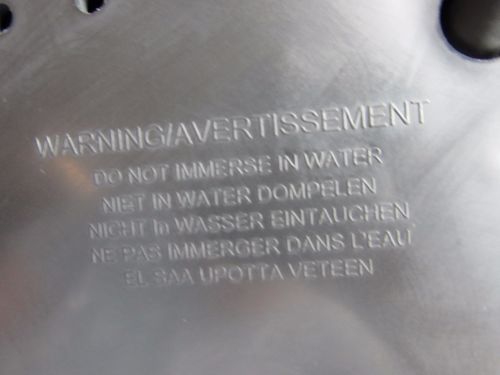 WARNING/AVERTISSEMENT
DO NOT IMMERSE IN WATER
NIET IN WATER DOMPELEN
NICHT In WASSER EINTAUCHEN
NE PAS IMMERGER DANS L'EAU
EL SAA UPOTTA VETEEN